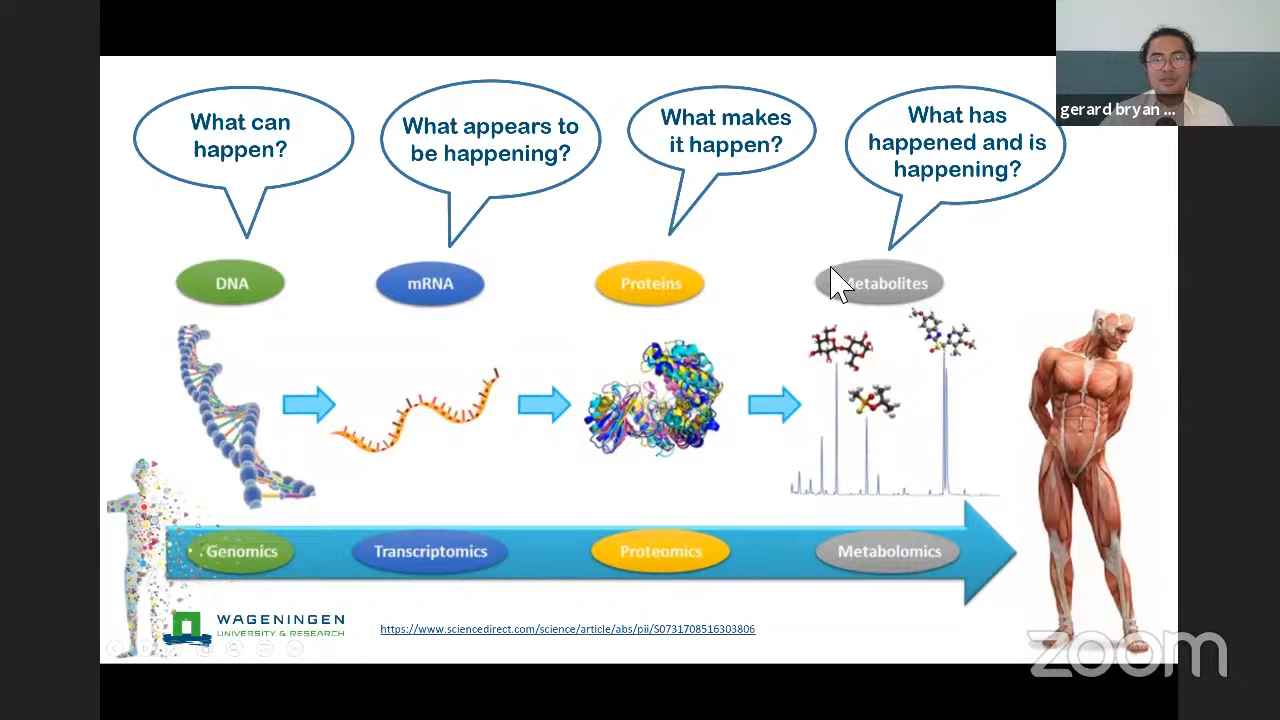 What can
happen?
What appears to
be happening?
What makes
it happen?
What has
happened and is
happening?
gerard bryan ...
DNA
mRNA
Proteins
etabolites
Genomics
Transcriptomics
Proteomics
Metabolomics
WAGENINGEN
UNIVERSITY & RESEARCH
https://www.sciencedirect.com/science/article/abs/pii/S0731708516303806
zoom